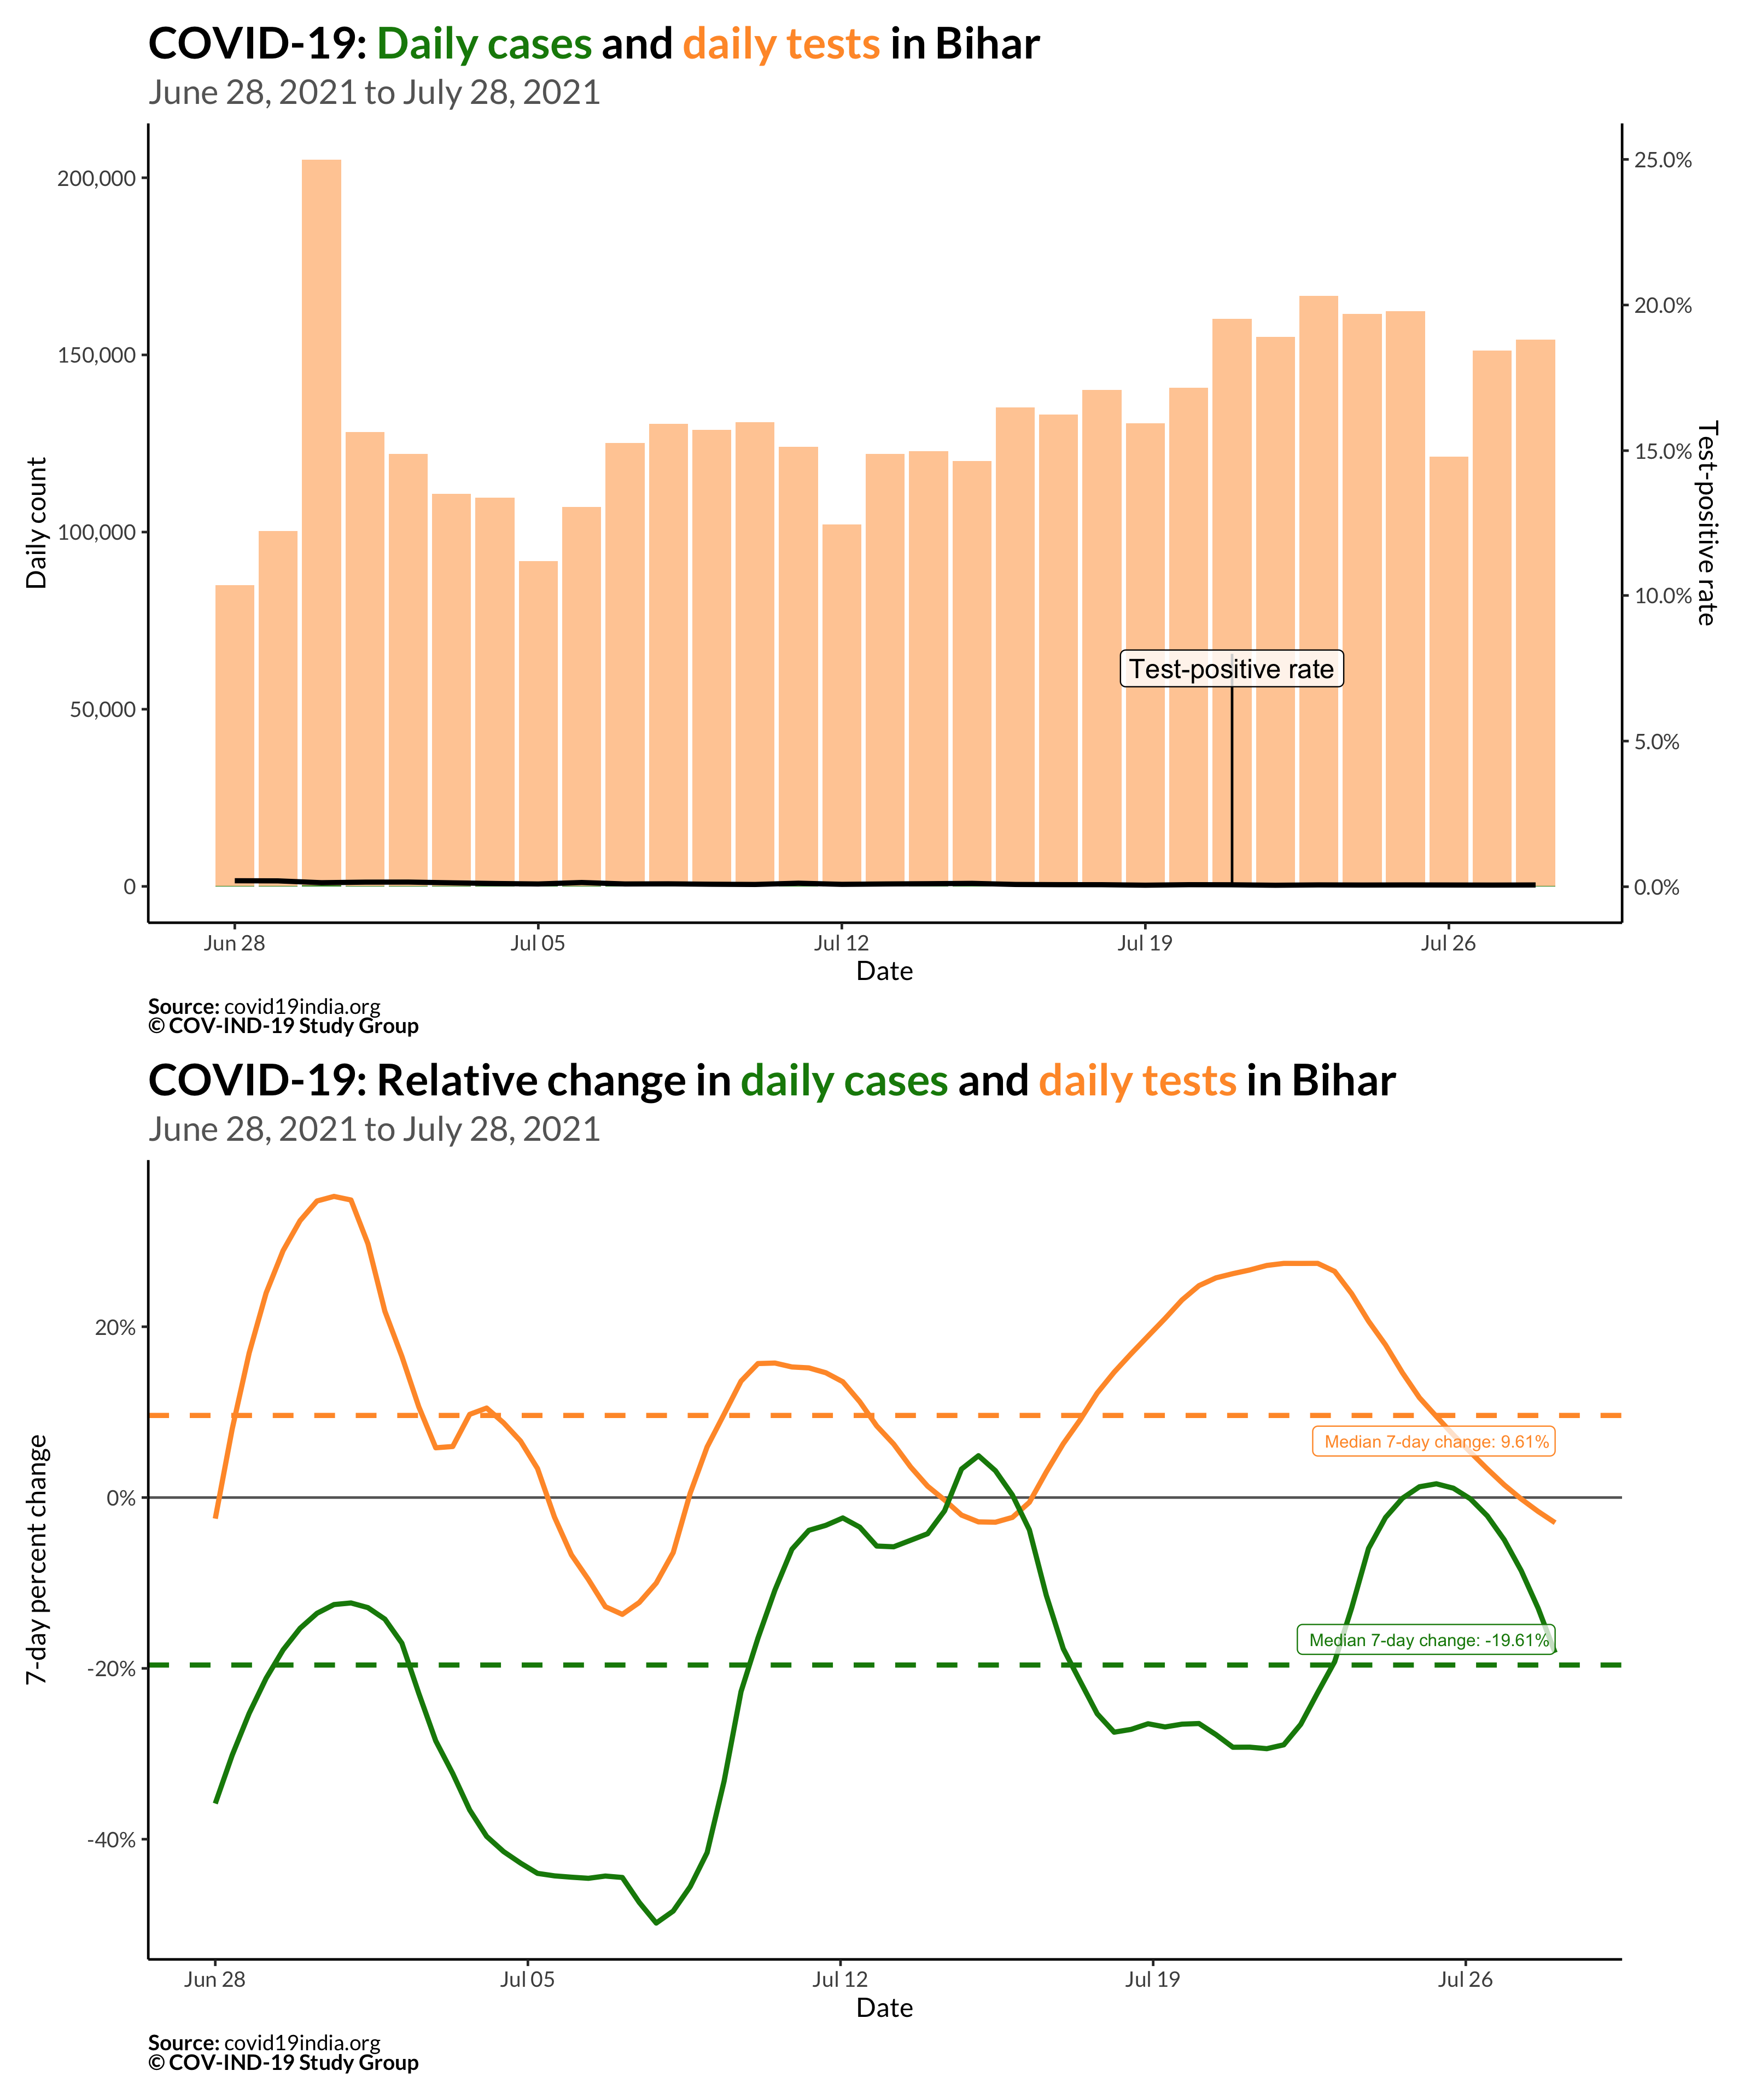 COVID-19: Daily cases and daily tests in Bihar
June 28, 2021 to July 28, 2021
Daily count
200,000
150,000
100,000
50,000
0
25.0%
20.0%
15.0%
10.0%
5.0%
0.0%
Test-positive rate
Test-positive rate
Jun 28
Jul 05
Jul 12
Jul 19
Jul 26
Date
Source: covid19india.org
© COV-IND-19 Study Group
COVID-19: Relative change in daily cases and daily tests in Bihar
June 28, 2021 to July 28, 2021
7-day percent change
20%
0%
-20%
-40%
Median 7-day change: 9.61%
Median 7-day change: -19.61%
Jun 28
Jul 05
Jul 12
Jul 19
Jul 26
Date
Source: covid19india.org
© COV-IND-19 Study Group